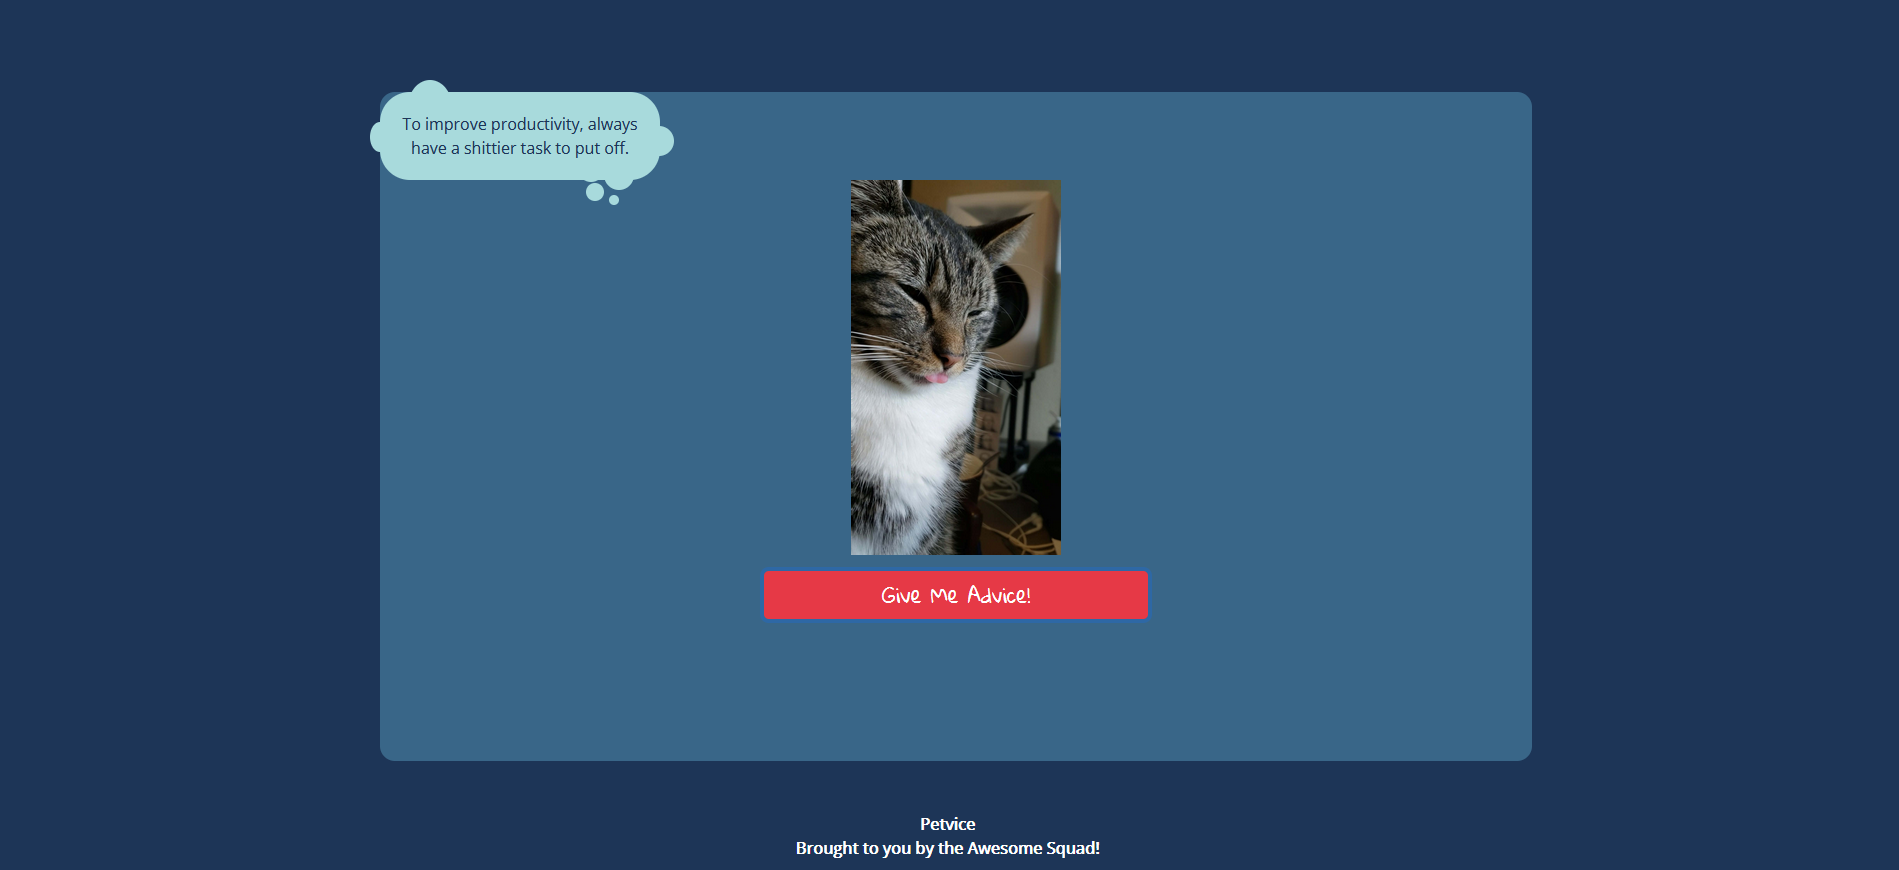 To improve productivity, always
have a shittier task to put off.
Give Me Advice!
Petvice
Brought to you by the Awesome Squad!